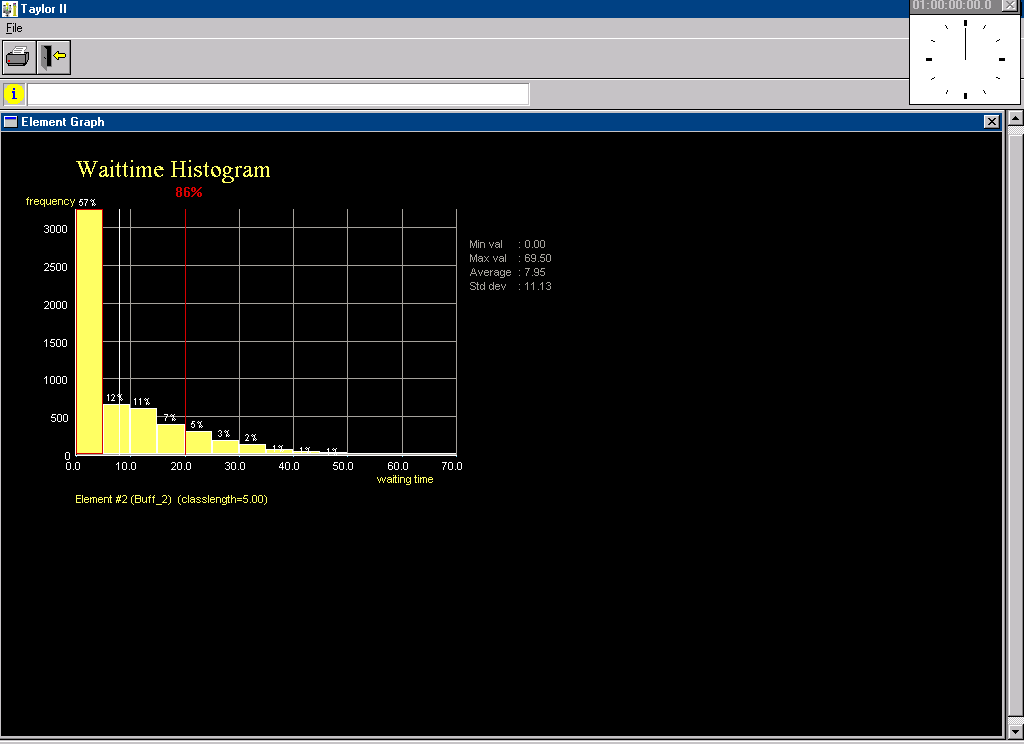 Taylor II
01:00:00:00.0
File
i
Element Graph
Waittime Histogram
86%
frequency
57%
3000
2500
2000
1500
1000
500
0
12%
11%
7%
5%
3%
2%
1%
1%
1%
0.0 10.0 20.0 30.0 40.0 50.0 60.0 70.0
waiting time
Element #2 (Buff_2) (classlength=5.00)
Min val : 0.00
Max val : 69.50
Average : 7.95
Std dev : 11.13